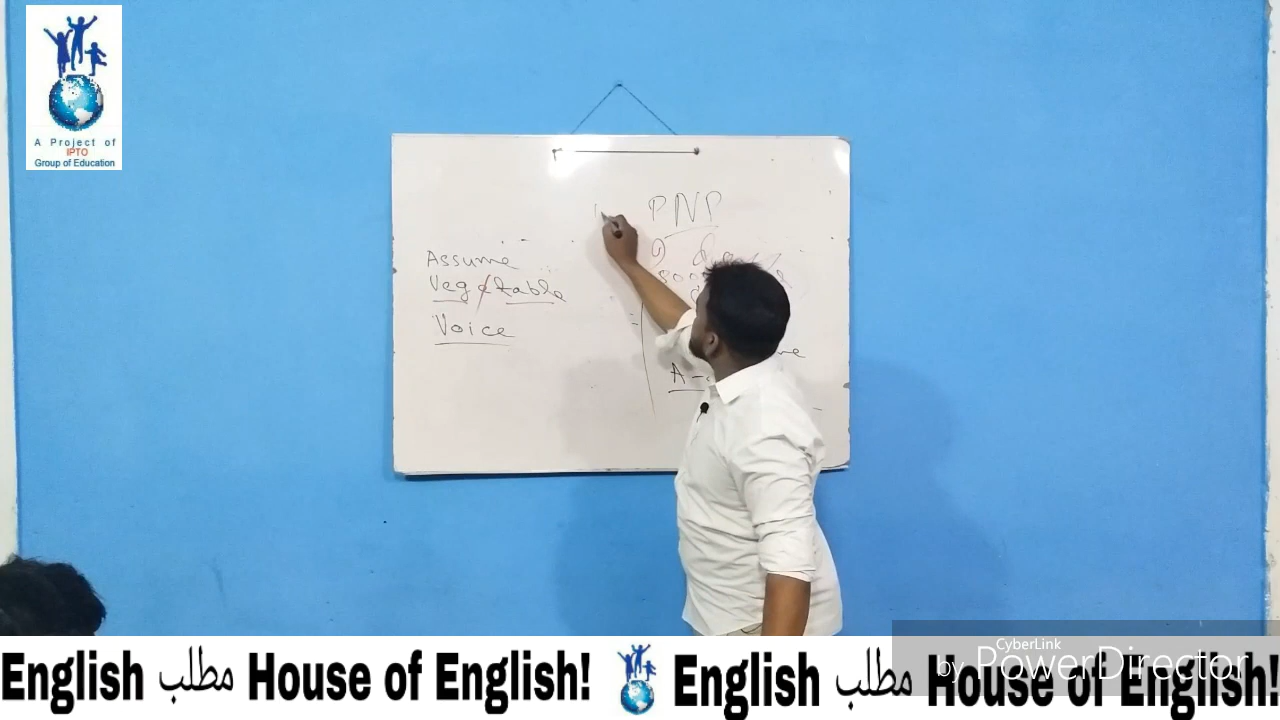 A Project of
IPTO
Group of Education
PNP
Assume
Vegetable
Voice
English مطلب House of English! English مطلب House of English!
CyberLink
by PowerDirector